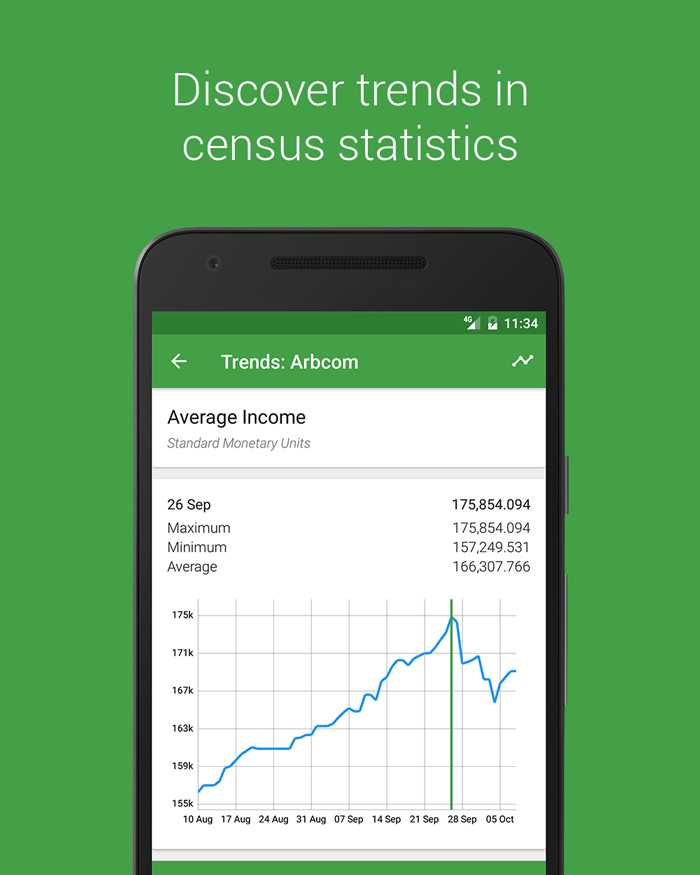 Discover trends in
census statistics
4G 11:34
Trends: Arbcom
Average Income
Standard Monetary Units
26 Sep 175,854.094
Maximum 175,854.094
Minimum 157,249.531
Average 166,307.766
175k
171k
167k
163k
159k
155k
10 Aug 17 Aug 24 Aug 31 Aug 07 Sep 14 Sep 21 Sep 28 Sep 05 Oct